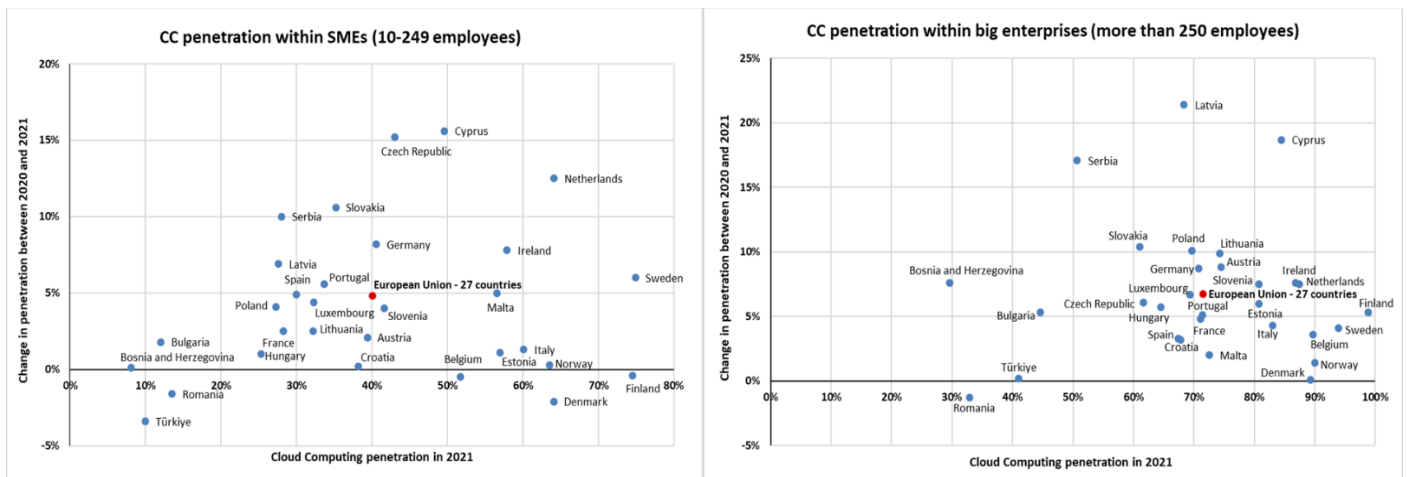 CC penetration within SMEs (10-249 employees)
Change in penetration between 2020 and 2021
20%
15%
10%
5%
0%
-5%
0%
10%
20%
30%
40%
50%
60%
70%
80%
Cyprus
Czech Republic
Netherlands
Slovakia
Serbia
Germany
Ireland
Latvia
Spain
Portugal
European Union - 27 countries
Sweden
Malta
Poland
Luxembourg
Slovenia
Bulgaria
France
Lithuania
Austria
Bosnia and Herzegovina
Hungary
Croatia
Belgium
Estonia
Italy
Norway
Finland
Romania
Denmark
Türkiye
Cloud Computing penetration in 2021
CC penetration within big enterprises (more than 250 employees)
Change in penetration between 2020 and 2021
25%
20%
15%
10%
5%
0%
-5%
0%
10%
20%
30%
40%
50%
60%
70%
80%
90%
100%
Latvia
Cyprus
Serbia
Slovakia
Poland
Lithuania
Bosnia and Herzegovina
Germany
Austria
Slovenia
Ireland
Netherlands
Luxembourg
European Union - 27 countries
Czech Republic
Portugal
Finland
Bulgaria
Hungary
Estonia
Spain
France
Italy
Sweden
Croatia
Belgium
Malta
Türkiye
Norway
Denmark
Romania
Cloud Computing penetration in 2021